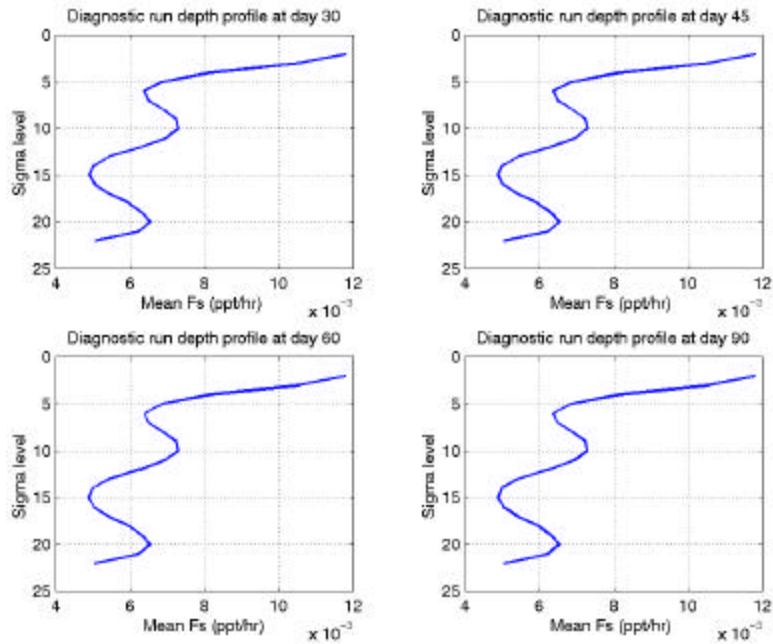 Diagnostic run depth profile at day 30
0
5
10
15
20
25
Sigma level
4 6 8 10 12
Mean Fs (ppt/hr)
x 10⁻³
Diagnostic run depth profile at day 45
0
5
10
15
20
25
Sigma level
4 6 8 10 12
Mean Fs (ppt/hr)
x 10⁻³
Diagnostic run depth profile at day 60
0
5
10
15
20
25
Sigma level
4 6 8 10 12
Mean Fs (ppt/hr)
x 10⁻³
Diagnostic run depth profile at day 90
0
5
10
15
20
25
Sigma level
4 6 8 10 12
Mean Fs (ppt/hr)
x 10⁻³